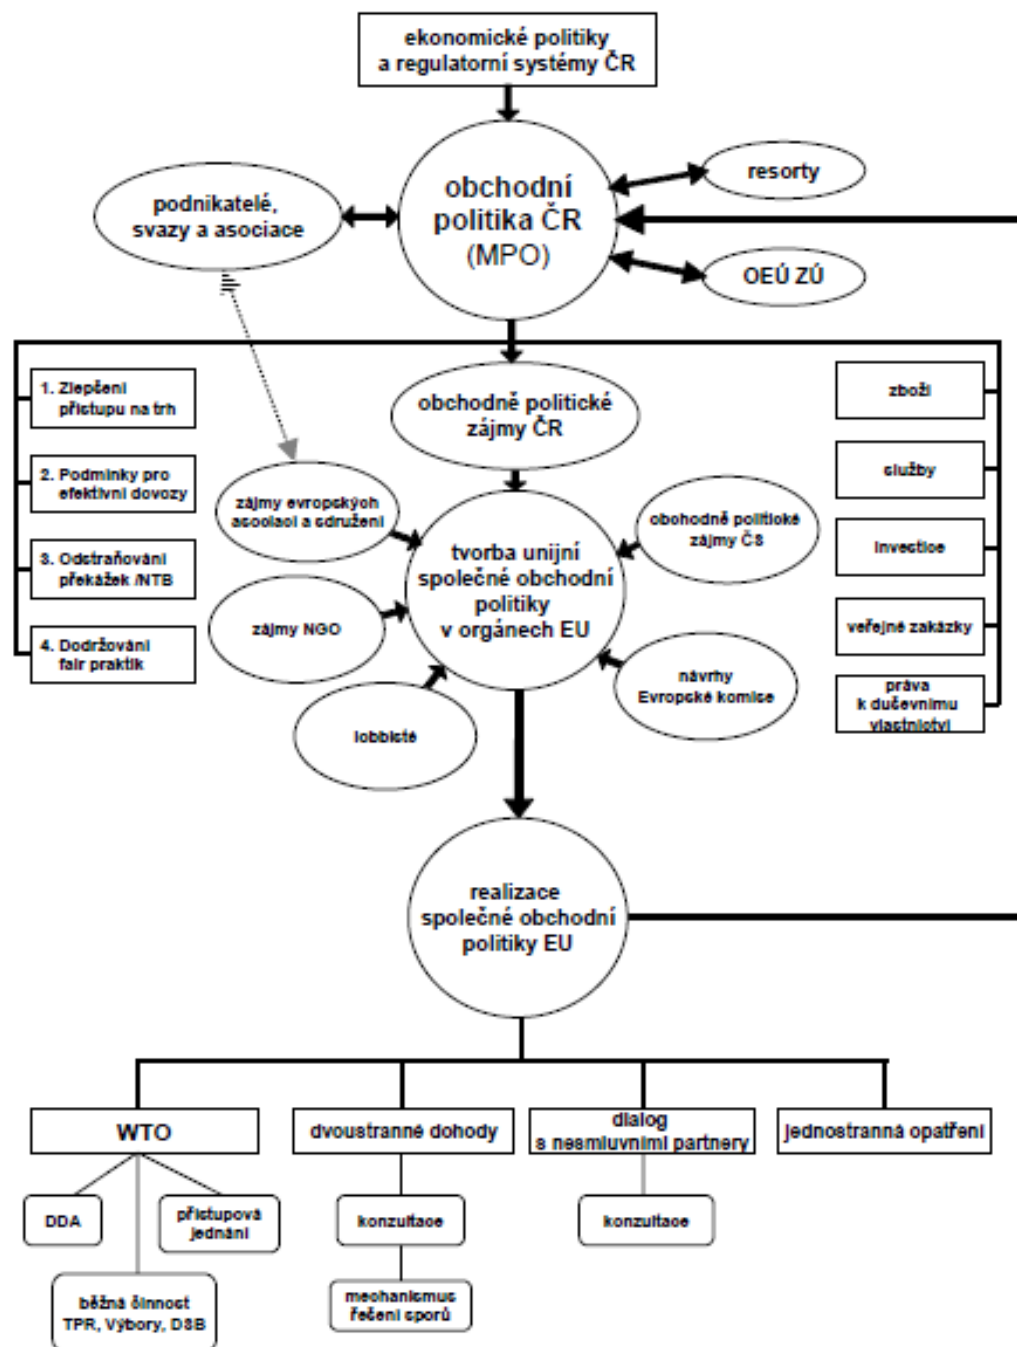 ekonomické politiky
a regulatorní systémy ČR
obchodní
politika ČR
(MPO)
resorty
podnikatelé,
svazy a asociace
OEÚ ZÚ
1. Zlepšení
přístupu na trh
2. Podmínky pro
efektivní dovozy
3. Odstraňování
překážek /NTB
4. Dodržování
fair praktik
obchodně politické
zájmy ČR
zboží
služby
investice
veřejné zakázky
práva
k duševnímu
vlastnictví
zájmy evropských
asociací a sdružení
obchodně politické
zájmy ČS
tvorba unijní
společné obchodní
politiky
v orgánech EU
zájmy NGO
návrhy
Evropské komise
lobbisté
realizace
společné obchodní
politiky EU
WTO
dvoustranné dohody
dialog
s nesmluvními partnery
jednostranná opatření
DDA
přístupová
jednání
konzultace
konzultace
běžná činnost
TPR, Výbory, DSB
mechanismus
řešení sporů